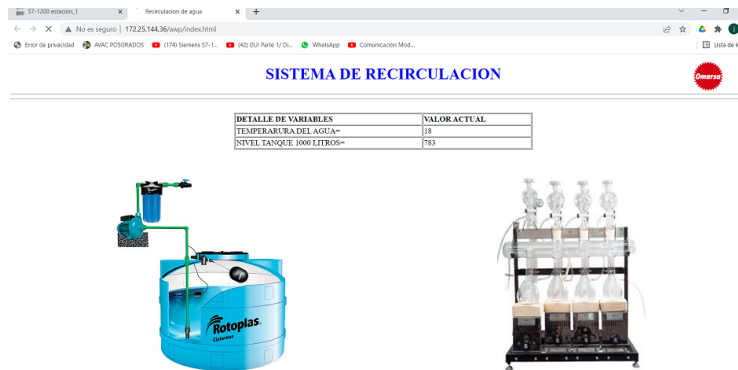 S7-1200 estación_1
Recirculacion de agua
No es seguro | 172.25.144.36/awp/index.html
Error de privacidad
AVAC POSGRADOS
(174) Siemens S7-1...
(42) GUI Parte 1/ Di...
WhatsApp
Comunicación Mod...
Lista de l
SISTEMA DE RECIRCULACION
Omarsa
DETALLE DE VARIABLES VALOR ACTUAL
TEMPERARURA DEL AGUA= 18
NIVEL TANQUE 1000 LITROS= 783
Rotoplas